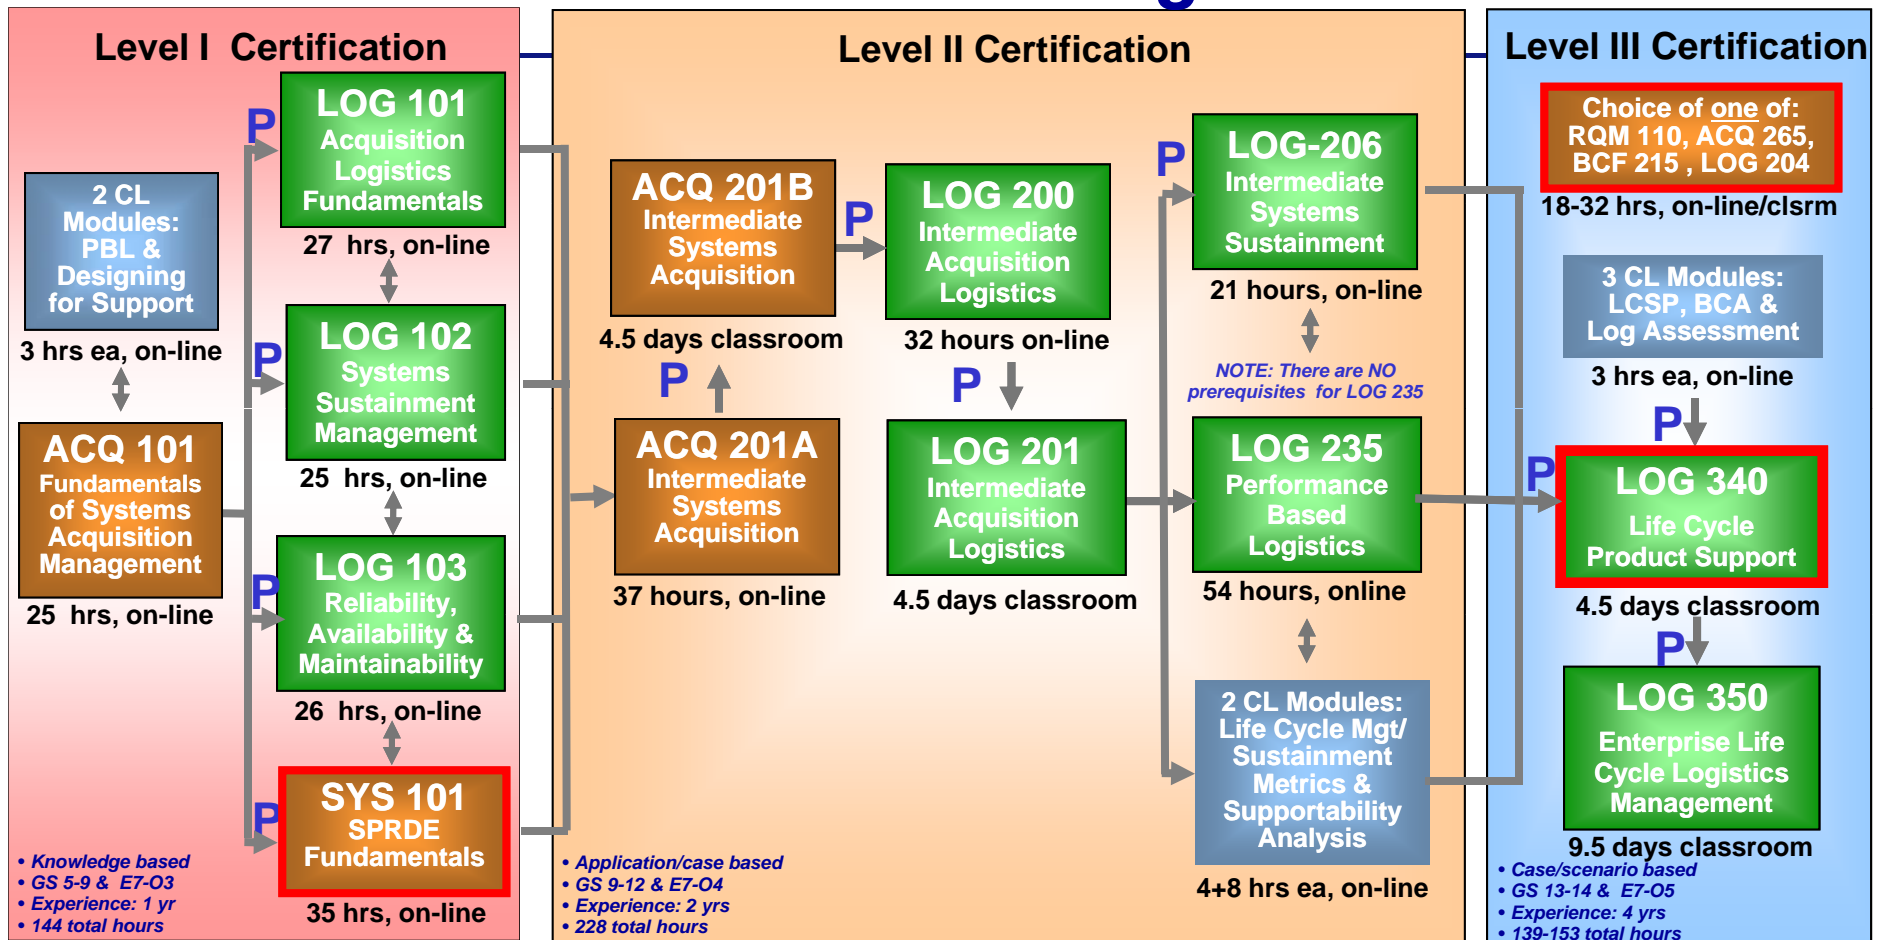 Level I Certification
2 CL
Modules:
PBL &
Designing
for Support
3 hrs ea, on-line
ACQ 101
Fundamentals
of Systems
Acquisition
Management
25 hrs, on-line
P
LOG 101
Acquisition
Logistics
Fundamentals
27 hrs, on-line
P
LOG 102
Systems
Sustainment
Management
25 hrs, on-line
P
LOG 103
Reliability,
Availability &
Maintainability
26 hrs, on-line
P
SYS 101
SPRDE
Fundamentals
35 hrs, on-line
• Knowledge based
• GS 5-9 & E7-O3
• Experience: 1 yr
• 144 total hours
Level II Certification
ACQ 201B
Intermediate
Systems
Acquisition
4.5 days classroom
P
ACQ 201A
Intermediate
Systems
Acquisition
37 hours, on-line
P
LOG 200
Intermediate
Acquisition
Logistics
32 hours on-line
P
LOG 201
Intermediate
Acquisition
Logistics
4.5 days classroom
P
LOG-206
Intermediate
Systems
Sustainment
21 hours, on-line
NOTE: There are NO
prerequisites for LOG 235
LOG 235
Performance
Based
Logistics
54 hours, online
2 CL Modules:
Life Cycle Mgt/
Sustainment
Metrics &
Supportability
Analysis
4+8 hrs ea, on-line
• Application/case based
• GS 9-12 & E7-O4
• Experience: 2 yrs
• 228 total hours
Level III Certification
Choice of one of:
RQM 110, ACQ 265,
BCF 215 , LOG 204
18-32 hrs, on-line/clsrm
3 CL Modules:
LCSP, BCA &
Log Assessment
3 hrs ea, on-line
P
P
LOG 340
Life Cycle
Product Support
4.5 days classroom
P
LOG 350
Enterprise Life
Cycle Logistics
Management
9.5 days classroom
• Case/scenario based
• GS 13-14 & E7-O5
• Experience: 4 yrs
• 139-153 total hours